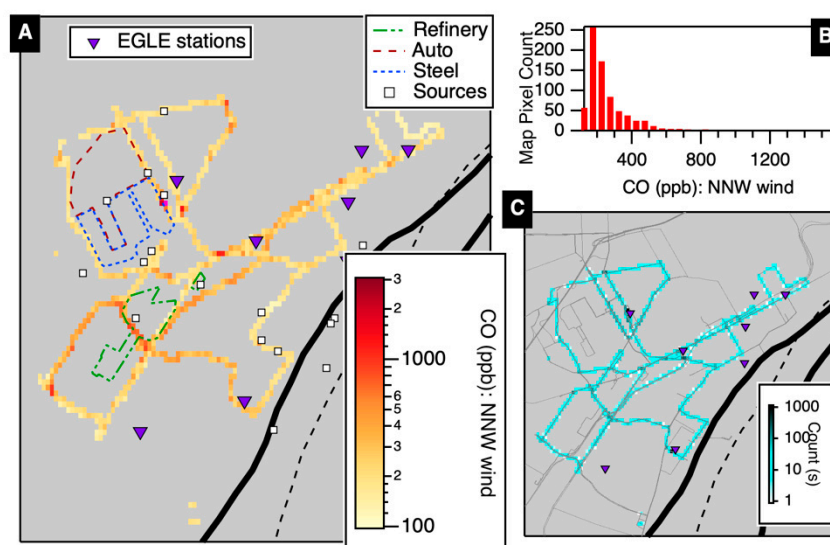 A
EGLE stations
Refinery
Auto
Steel
Sources
3
2
1000
6
5
4
3
2
100
CO (ppb): NNW wind
B
Map Pixel Count
250
200
150
100
50
0
400
800
1200
CO (ppb): NNW wind
C
1000
100
10
1
Count (s)